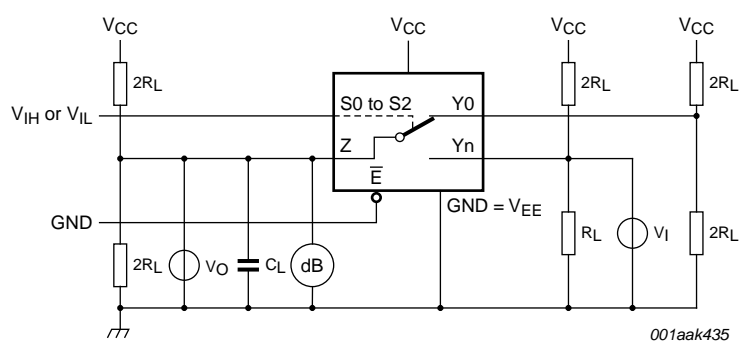 VCC
VCC
VCC
VCC
2RL
2RL
2RL
VIH or VIL
S0 to S2
Y0
Z
Yn
E
GND
GND = VEE
2RL
VO
CL
dB
RL
VI
2RL
001aak435